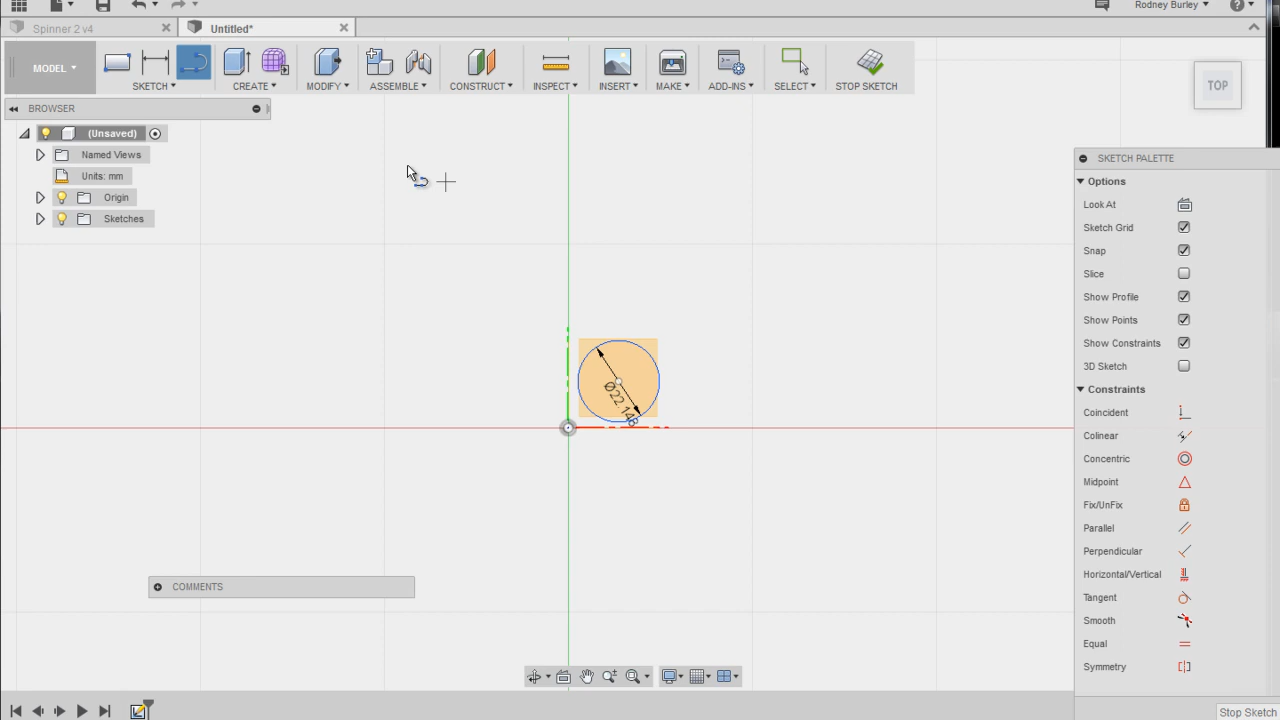 Rodney Burley
Spinner 2 v4
Untitled*
MODEL
SKETCH
CREATE
MODIFY
ASSEMBLE
CONSTRUCT
INSPECT
INSERT
MAKE
ADD-INS
SELECT
STOP SKETCH
TOP
BROWSER
(Unsaved)
Named Views
Units: mm
Origin
Sketches
SKETCH PALETTE
Options
Look At
Sketch Grid
Snap
Slice
Show Profile
Show Points
Show Constraints
3D Sketch
Constraints
Coincident
Colinear
Concentric
Midpoint
Fix/UnFix
Parallel
Perpendicular
Horizontal/Vertical
Tangent
Smooth
Equal
Symmetry
Ø22.148
COMMENTS
Stop Sketch